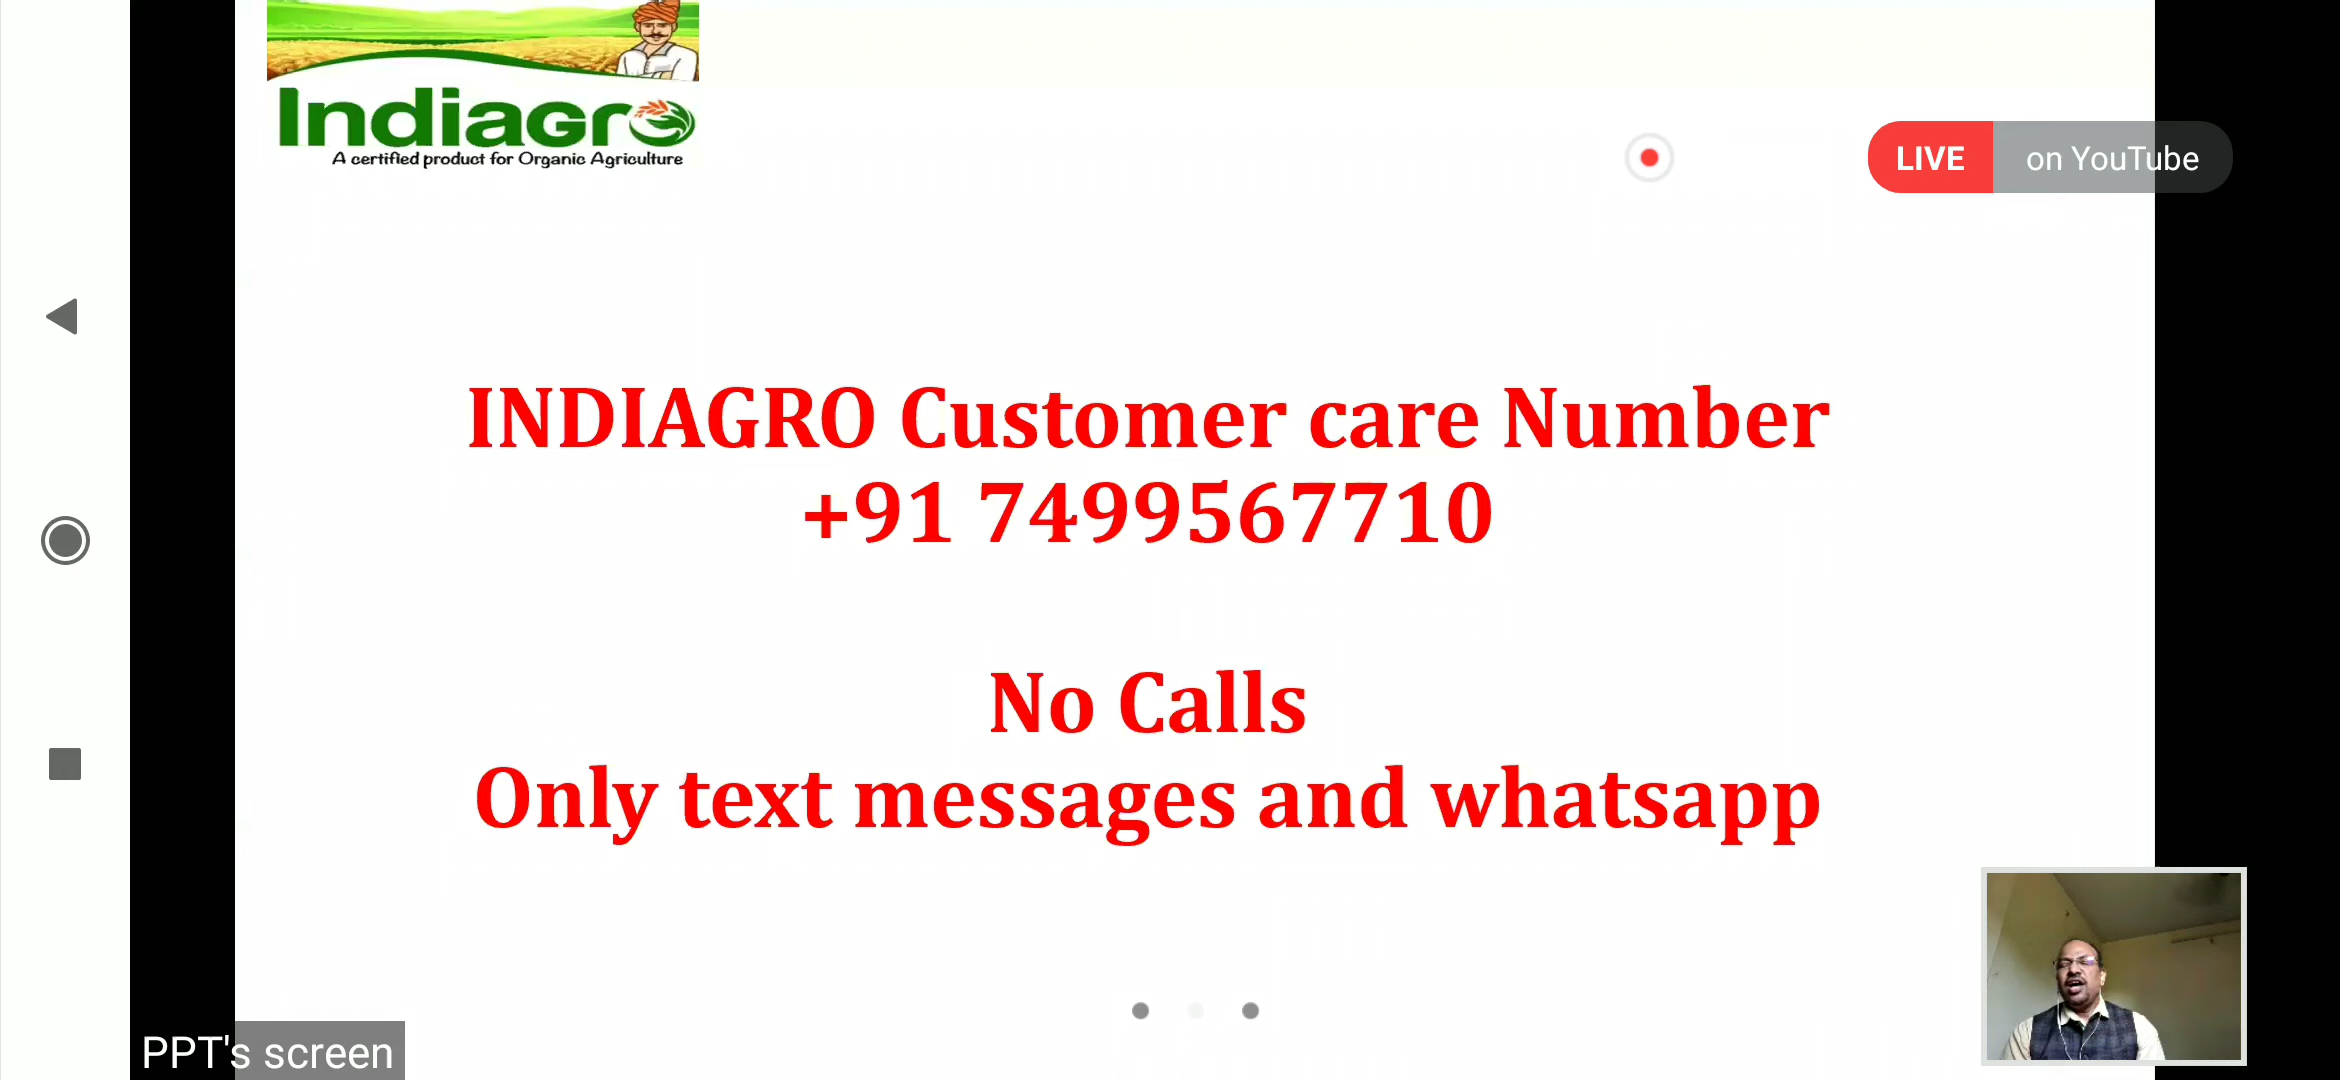 Indiagro
A certified product for Organic Agriculture
LIVE on YouTube
INDIAGRO Customer care Number
+91 7499567710
No Calls
Only text messages and whatsapp
PPT's screen